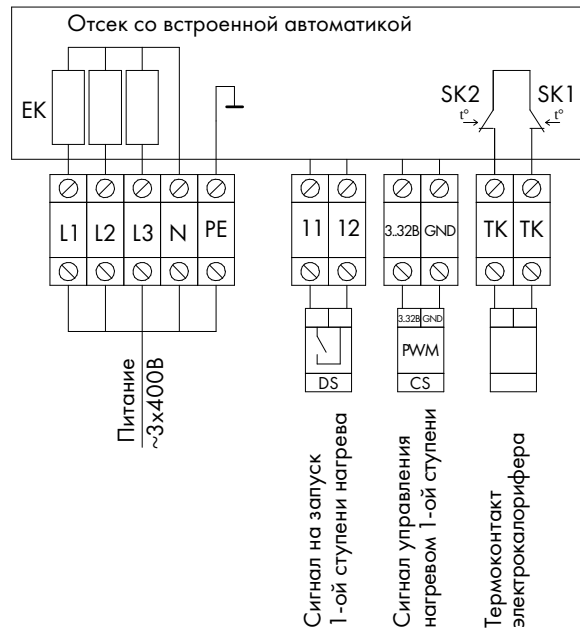 Отсек со встроенной автоматикой
EK
SK2
SK1
t°
t°
L1
L2
L3
N
PE
11
12
3..32В
GND
TK
TK
3.32В
GND
PWM
DS
CS
Питание
~3х400В
Сигнал на запуск
1-ой ступени нагрева
Сигнал управления
нагревом 1-ой ступени
Термоконтакт
электрокалорифера